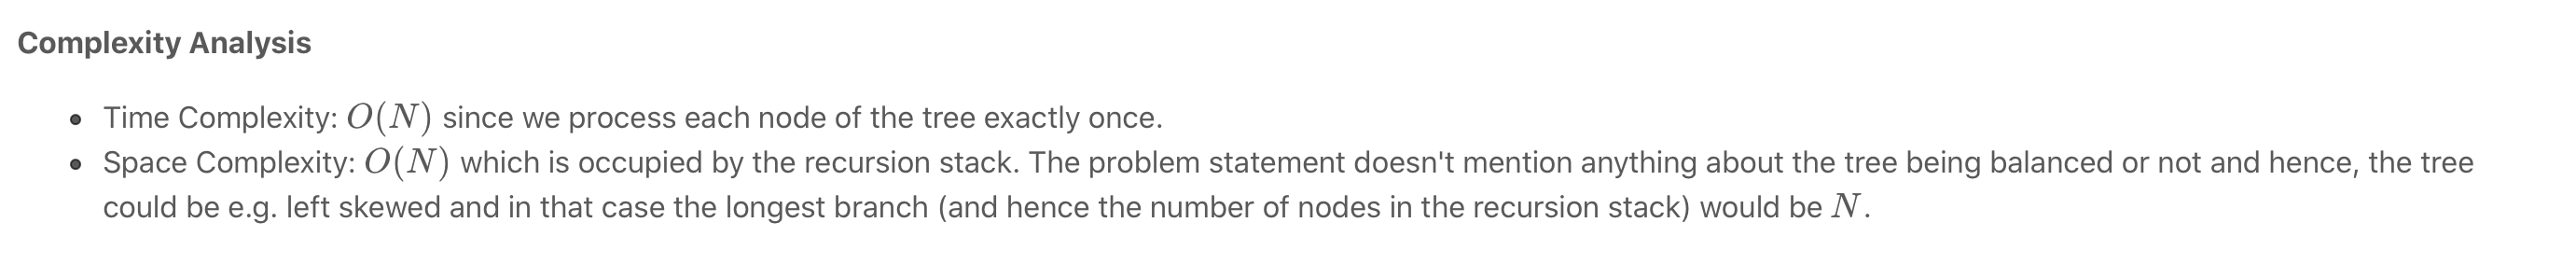 Complexity Analysis
• Time Complexity: O(N) since we process each node of the tree exactly once.
• Space Complexity: O(N) which is occupied by the recursion stack. The problem statement doesn't mention anything about the tree being balanced or not and hence, the tree
could be e.g. left skewed and in that case the longest branch (and hence the number of nodes in the recursion stack) would be N.